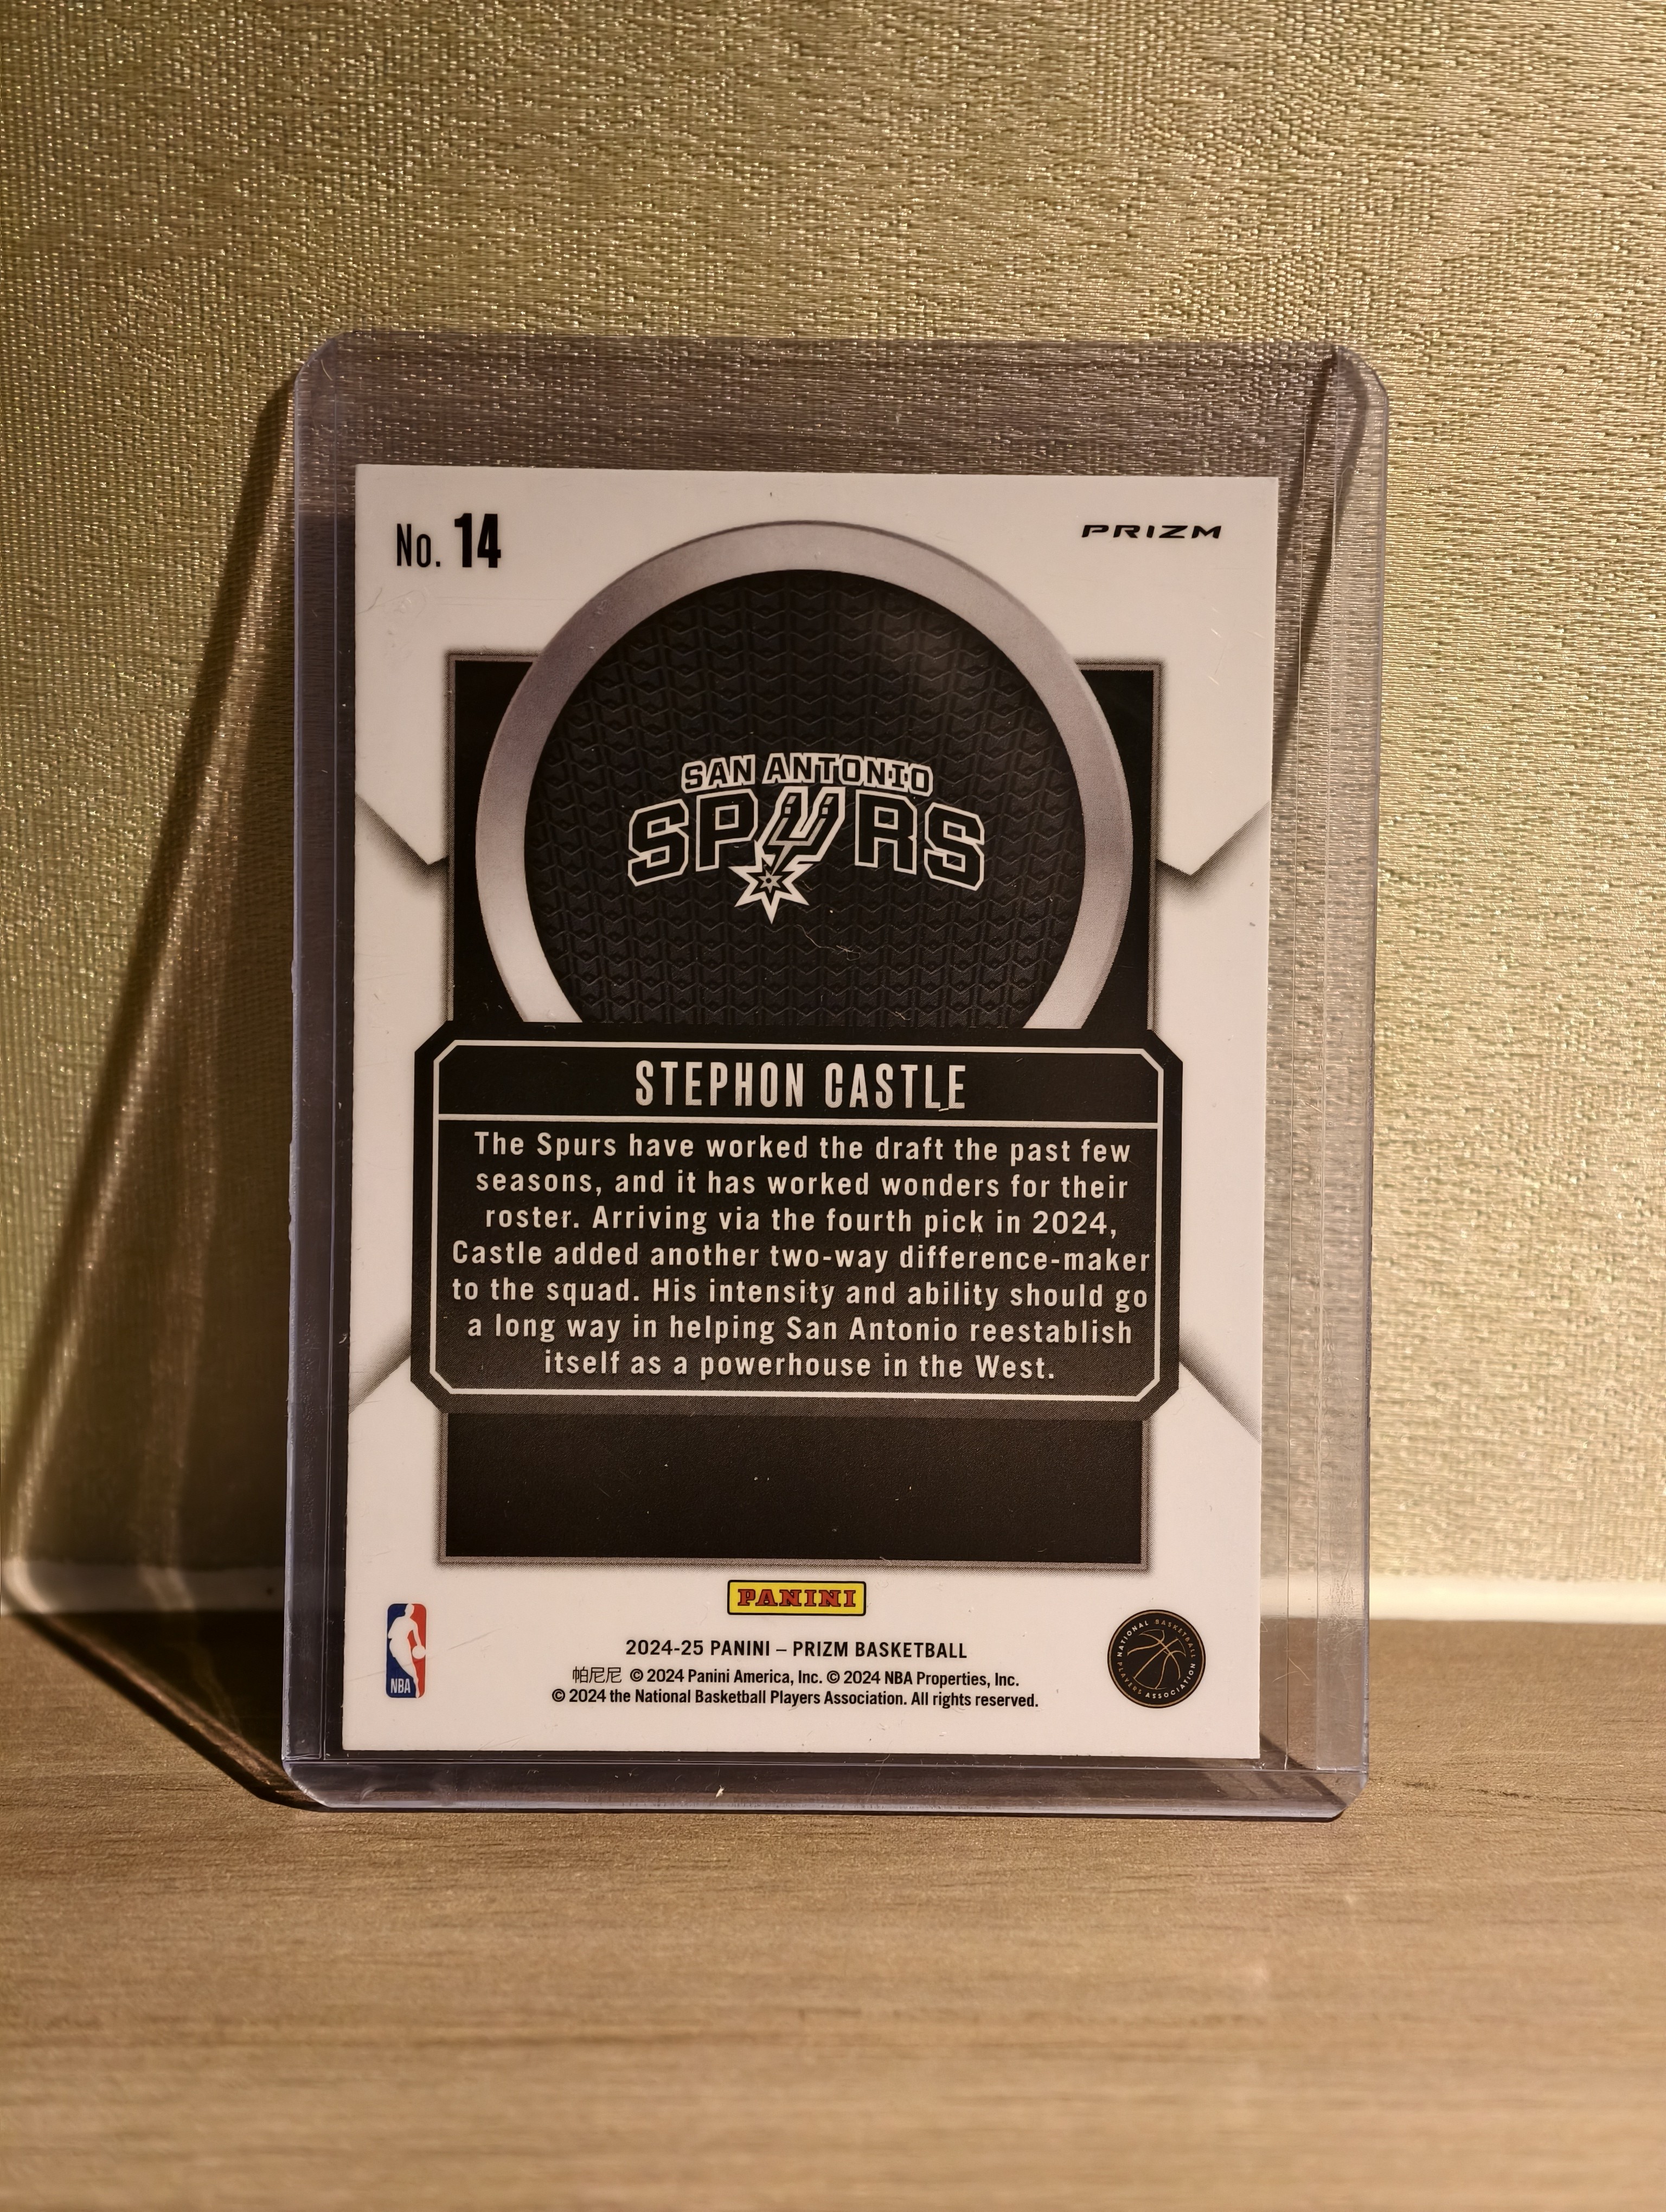 No. 14
PRIZM
SAN ANTONIO
SPURS
STEPHON CASTLE
The Spurs have worked the draft the past few
seasons, and it has worked wonders for their
roster. Arriving via the fourth pick in 2024,
Castle added another two-way difference-maker
to the squad. His intensity and ability should go
a long way in helping San Antonio reestablish
itself as a powerhouse in the West.
PANINI
NBA
2024-25 PANINI – PRIZM BASKETBALL
帕尼尼 © 2024 Panini America, Inc. © 2024 NBA Properties, Inc.
© 2024 the National Basketball Players Association. All rights reserved.
NATIONAL BASKETBALL PLAYERS ASSOCIATION